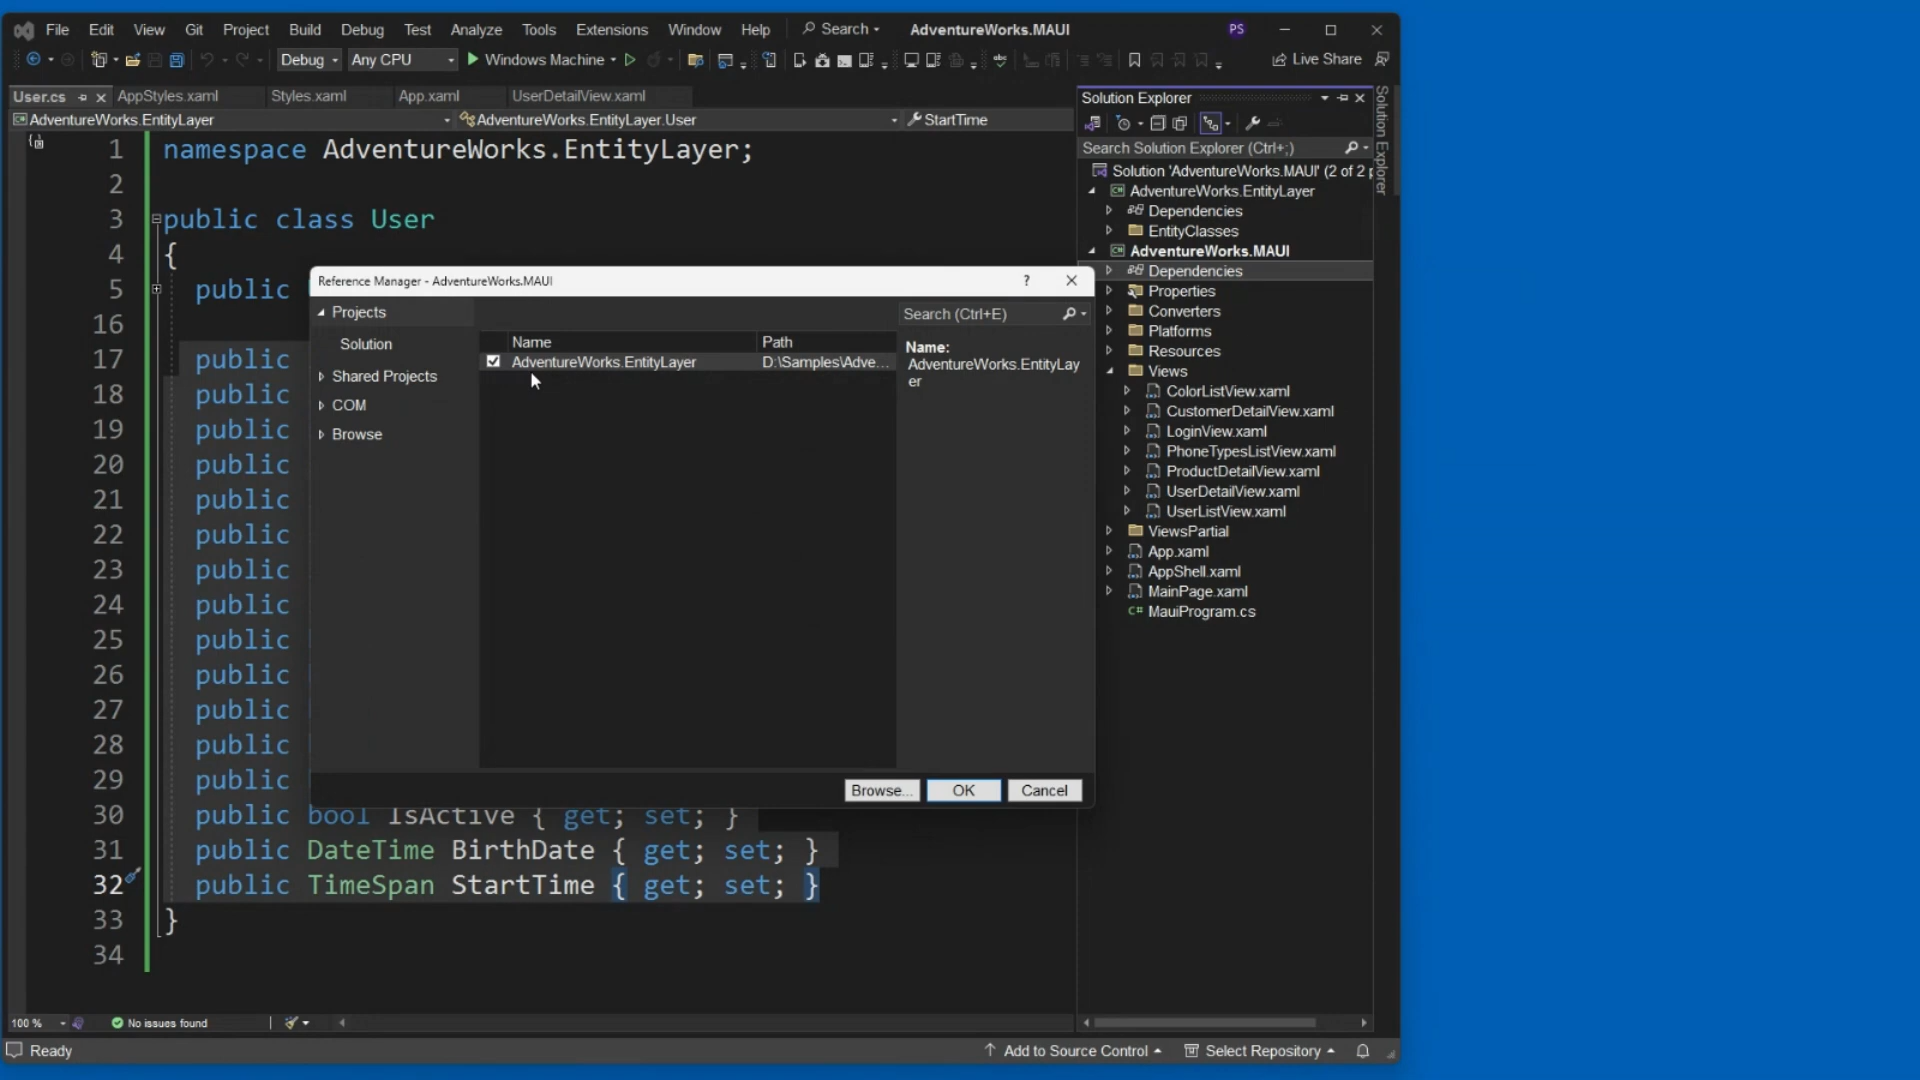 File Edit View Git Project Build Debug Test Analyze Tools Extensions Window Help Search AdventureWorks.MAUI PS
Debug Any CPU Windows Machine Live Share
User.cs AppStyles.xaml Styles.xaml App.xaml UserDetailView.xaml
AdventureWorks.EntityLayer AdventureWorks.EntityLayer.User StartTime
1 namespace AdventureWorks.EntityLayer;
2
3 public class User
4 {
5 public
16
17 public
18 public
19 public
20 public
21 public
22 public
23 public
24 public
25 public
26 public
27 public
28 public
29 public
30 public bool IsActive { get; set; }
31 public DateTime BirthDate { get; set; }
32 public TimeSpan StartTime { get; set; }
33 }
34
Reference Manager - AdventureWorks.MAUI
?
Projects
Solution
Shared Projects
COM
Browse
Name Path
AdventureWorks.EntityLayer D:\Samples\Adve...
Search (Ctrl+E)
Name:
AdventureWorks.EntityLay
er
Browse... OK Cancel
Solution Explorer
Search Solution Explorer (Ctrl+;)
Solution 'AdventureWorks.MAUI' (2 of 2 p
AdventureWorks.EntityLayer
Dependencies
EntityClasses
AdventureWorks.MAUI
Dependencies
Properties
Converters
Platforms
Resources
Views
ColorListView.xaml
CustomerDetailView.xaml
LoginView.xaml
PhoneTypesListView.xaml
ProductDetailView.xaml
UserDetailView.xaml
UserListView.xaml
ViewsPartial
App.xaml
AppShell.xaml
MainPage.xaml
C# MauiProgram.cs
Solution Explorer
100 % No issues found
Ready Add to Source Control Select Repository